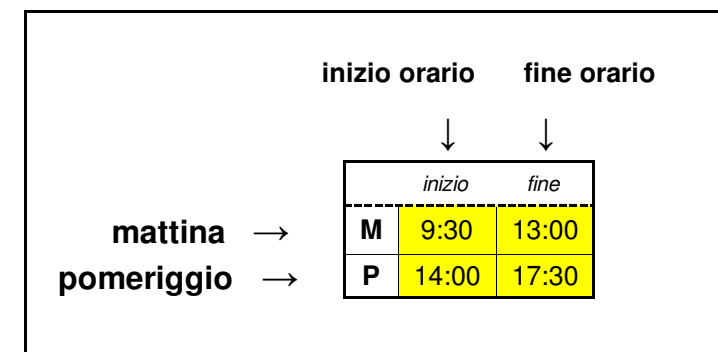 inizio orario fine orario
↓ ↓
inizio fine
mattina → M 9:30 13:00
pomeriggio → P 14:00 17:30